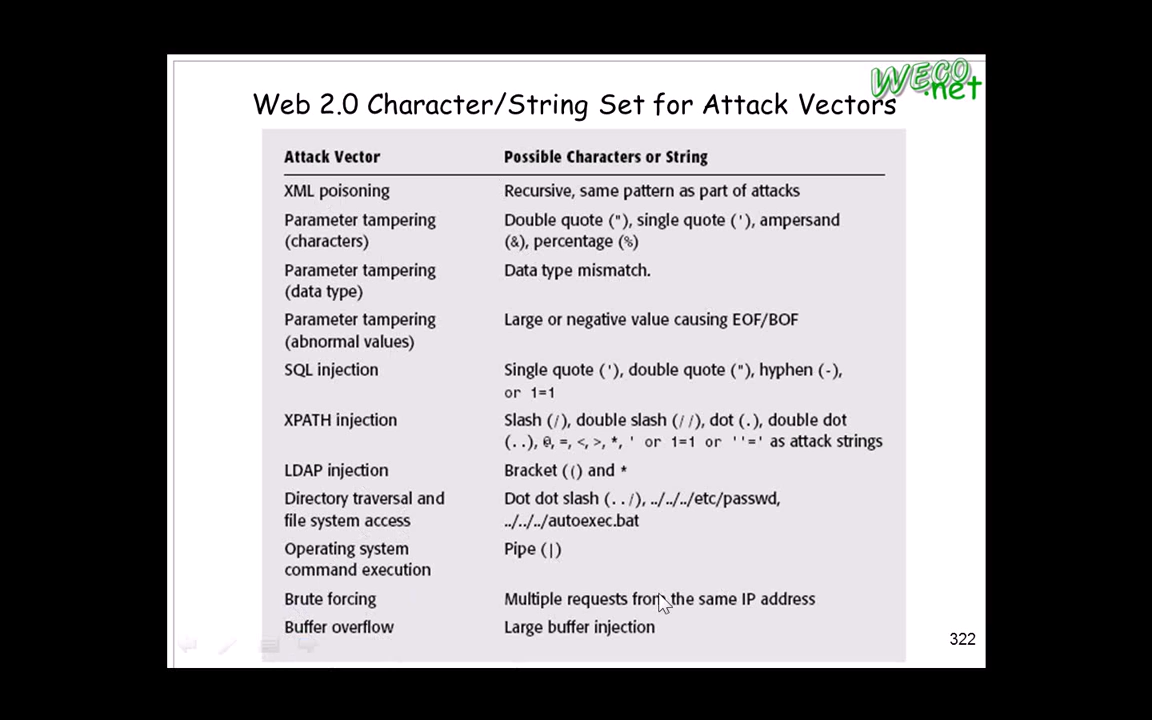 WECO
.net
Web 2.0 Character/String Set for Attack Vectors
Attack Vector Possible Characters or String
XML poisoning Recursive, same pattern as part of attacks
Parameter tampering Double quote ("), single quote ('), ampersand
(characters) (&), percentage (%)
Parameter tampering Data type mismatch.
(data type)
Parameter tampering Large or negative value causing EOF/BOF
(abnormal values)
SQL injection Single quote ('), double quote ("), hyphen (-),
or 1=1
XPATH injection Slash (/), double slash (//), dot (.), double dot
(..), @, =, <, >, *, ' or 1=1 or ''=' as attack strings
LDAP injection Bracket (() and *
Directory traversal and Dot dot slash (../), ../../../etc/passwd,
file system access ../../../autoexec.bat
Operating system Pipe (|)
command execution
Brute forcing Multiple requests from the same IP address
Buffer overflow Large buffer injection
322